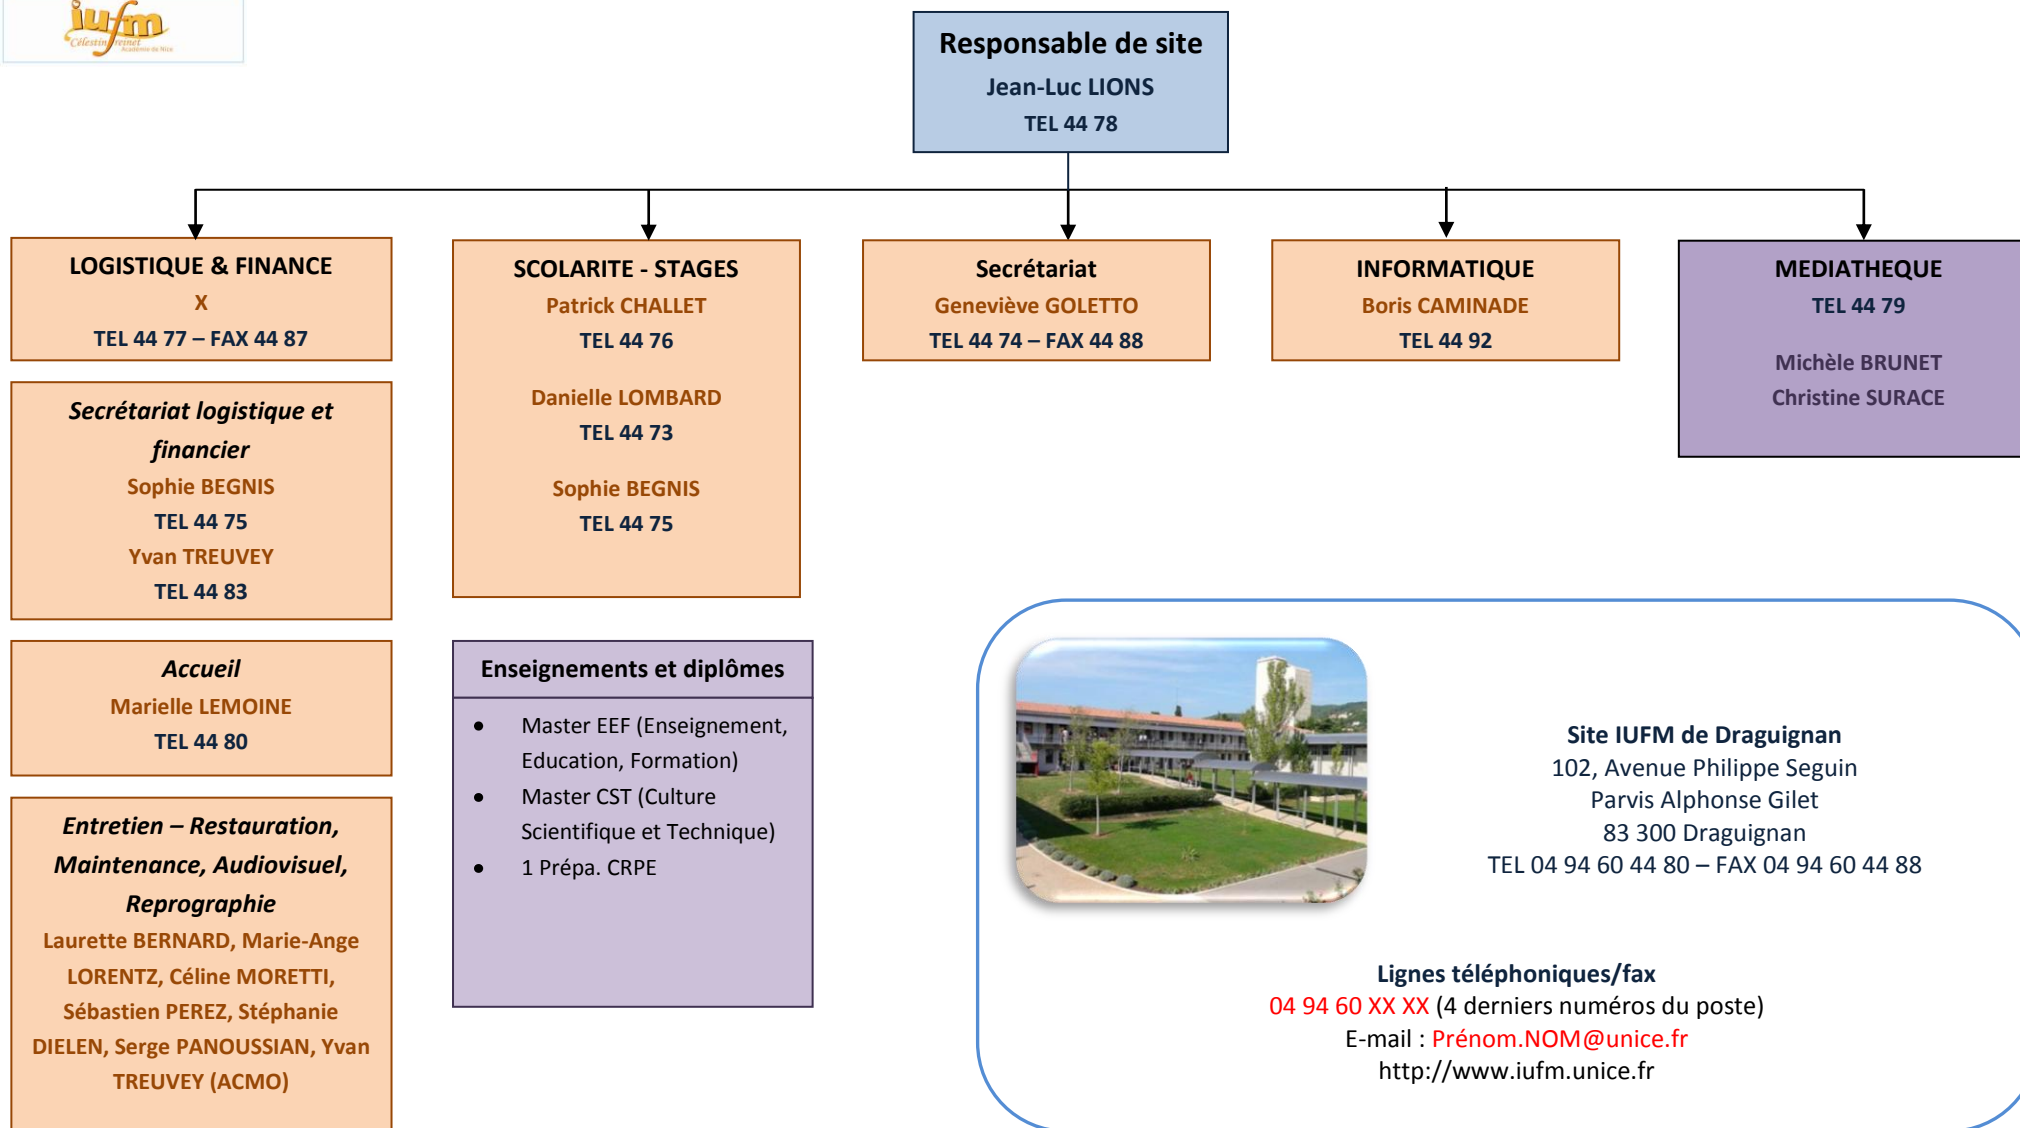 iufm
Célestin Freinet
Académie de Nice
Responsable de site
Jean-Luc LIONS
TEL 44 78
LOGISTIQUE & FINANCE
X
TEL 44 77 – FAX 44 87
Secrétariat logistique et
financier
Sophie BEGNIS
TEL 44 75
Yvan TREUVEY
TEL 44 83
Accueil
Marielle LEMOINE
TEL 44 80
Entretien – Restauration,
Maintenance, Audiovisuel,
Reprographie
Laurette BERNARD, Marie-Ange
LORENTZ, Céline MORETTI,
Sébastien PEREZ, Stéphanie
DIELEN, Serge PANOUSSIAN, Yvan
TREUVEY (ACMO)
SCOLARITE - STAGES
Patrick CHALLET
TEL 44 76
Danielle LOMBARD
TEL 44 73
Sophie BEGNIS
TEL 44 75
Enseignements et diplômes
• Master EEF (Enseignement,
Education, Formation)
• Master CST (Culture
Scientifique et Technique)
• 1 Prépa. CRPE
Secrétariat
Geneviève GOLETTO
TEL 44 74 – FAX 44 88
INFORMATIQUE
Boris CAMINADE
TEL 44 92
MEDIATHEQUE
TEL 44 79
Michèle BRUNET
Christine SURACE
Site IUFM de Draguignan
102, Avenue Philippe Seguin
Parvis Alphonse Gilet
83 300 Draguignan
TEL 04 94 60 44 80 – FAX 04 94 60 44 88
Lignes téléphoniques/fax
04 94 60 XX XX (4 derniers numéros du poste)
E-mail : Prénom.NOM@unice.fr
http://www.iufm.unice.fr